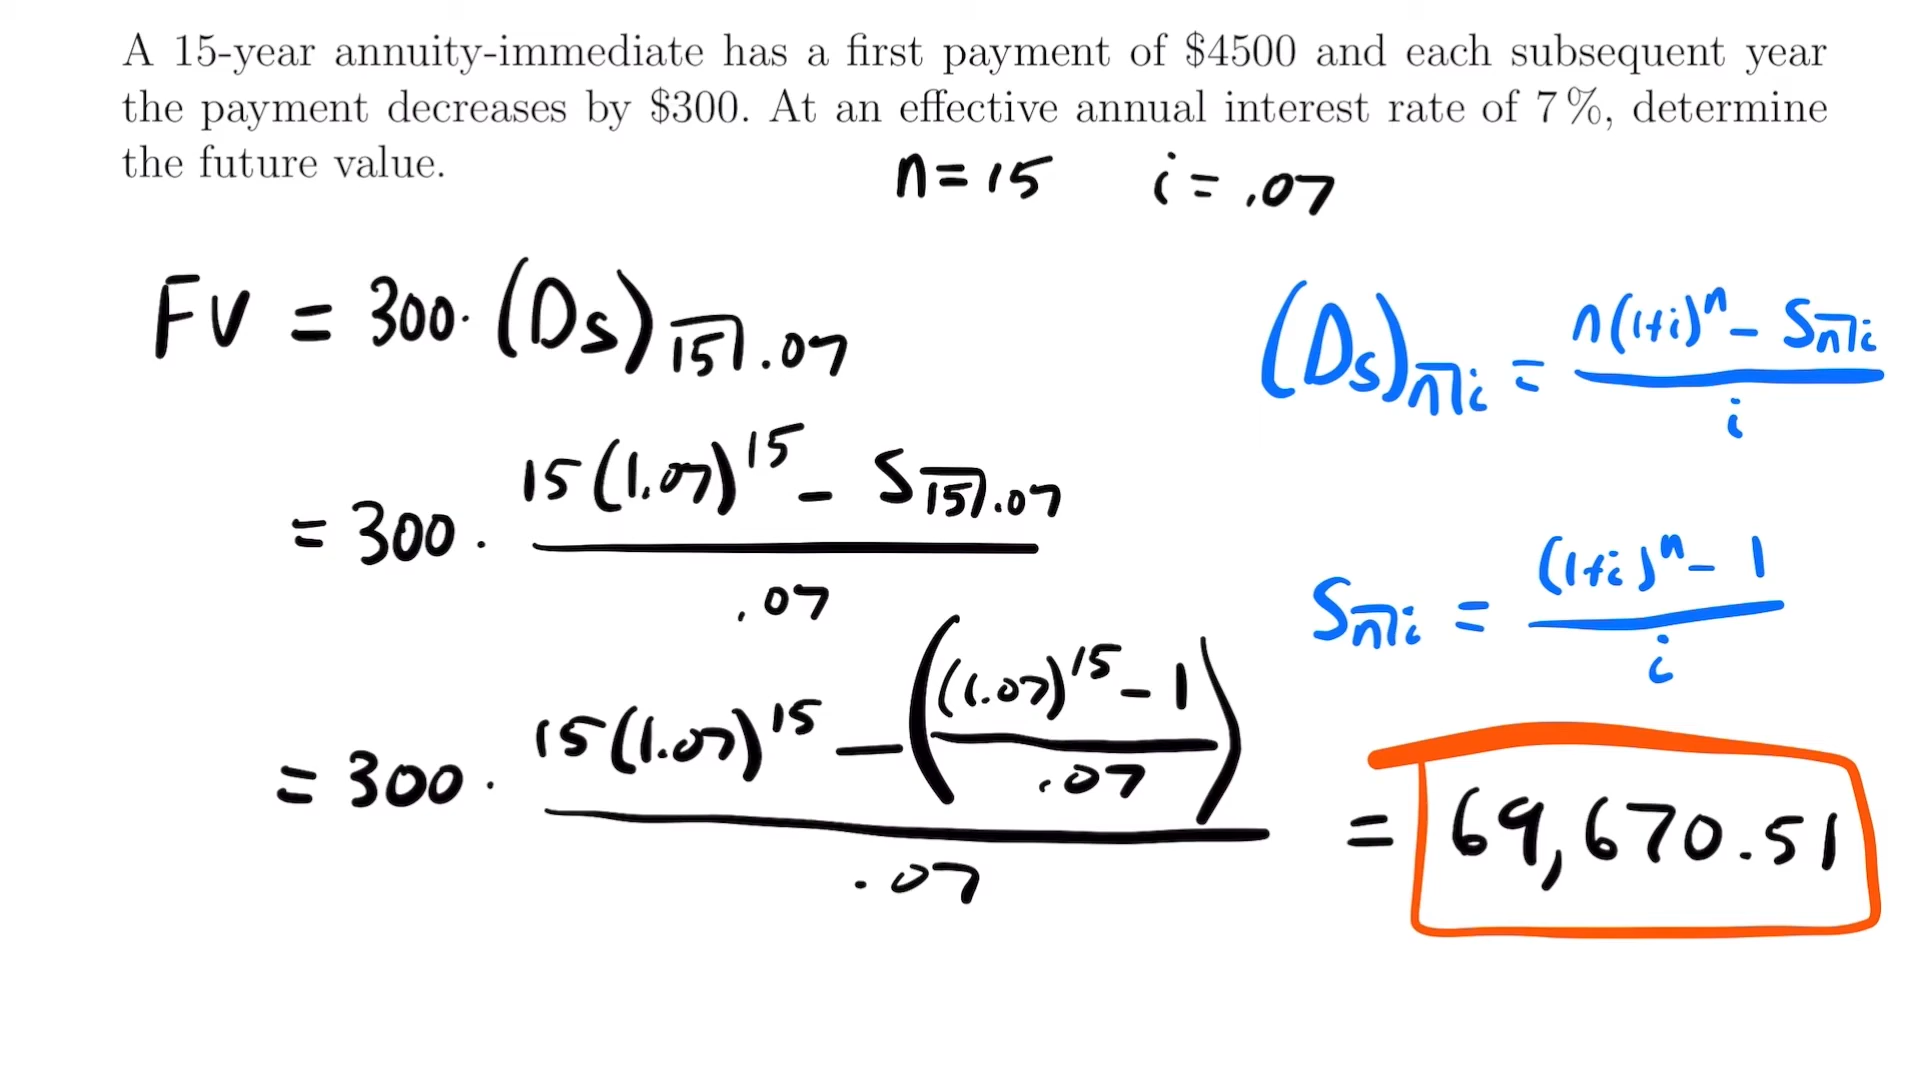 A 15-year annuity-immediate has a first payment of $4500 and each subsequent year
the payment decreases by $300. At an effective annual interest rate of 7%, determine
the future value.
n = 15 i = .07
FV = 300 · (Ds)15⌉.07
(Ds)n⌉i = n(1+i)^n - Sn⌉i / i
= 300 · 15(1.07)^15 - S15⌉.07 / .07
Sn⌉i = (1+i)^n - 1 / i
= 300 · 15(1.07)^15 - ((1.07)^15 - 1 / .07) / .07
= 69,670.51